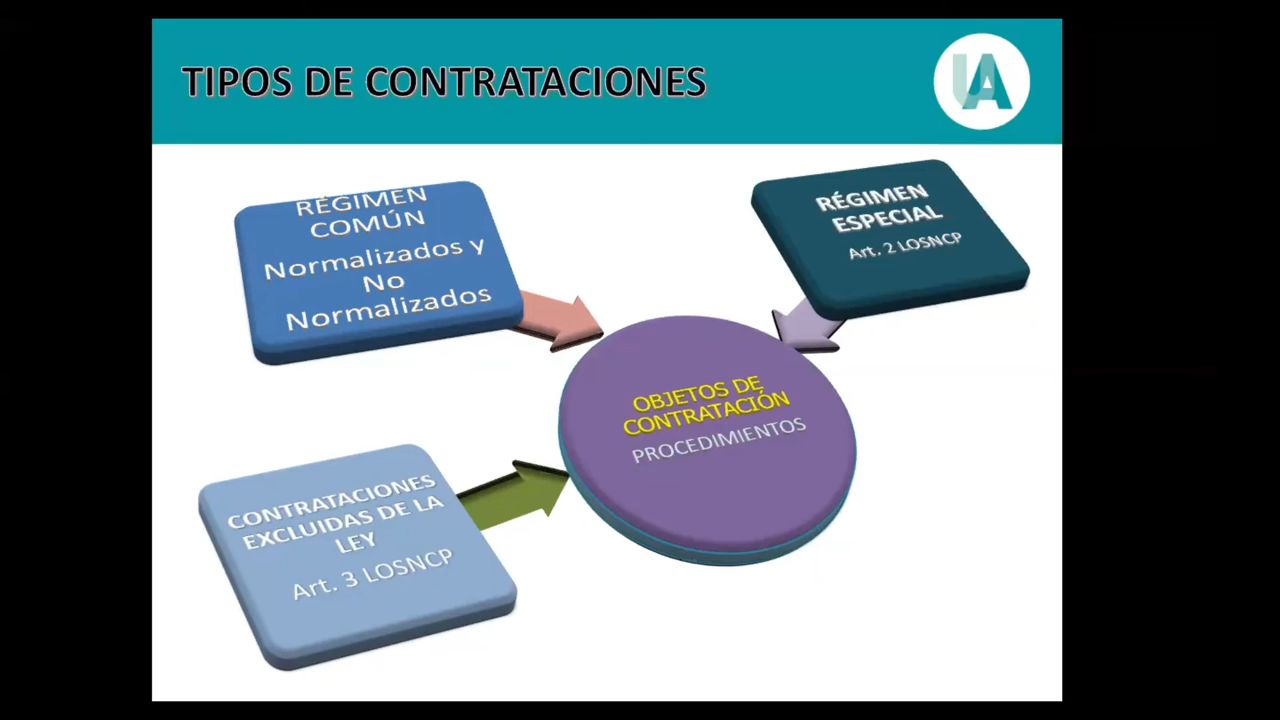 TIPOS DE CONTRATACIONES
UA
RÉGIMEN
COMÚN
Normalizados y
No
Normalizados
RÉGIMEN
ESPECIAL
Art. 2 LOSNCP
OBJETOS DE
CONTRATACIÓN
PROCEDIMIENTOS
CONTRATACIONES
EXCLUIDAS DE LA
LEY
Art. 3 LOSNCP